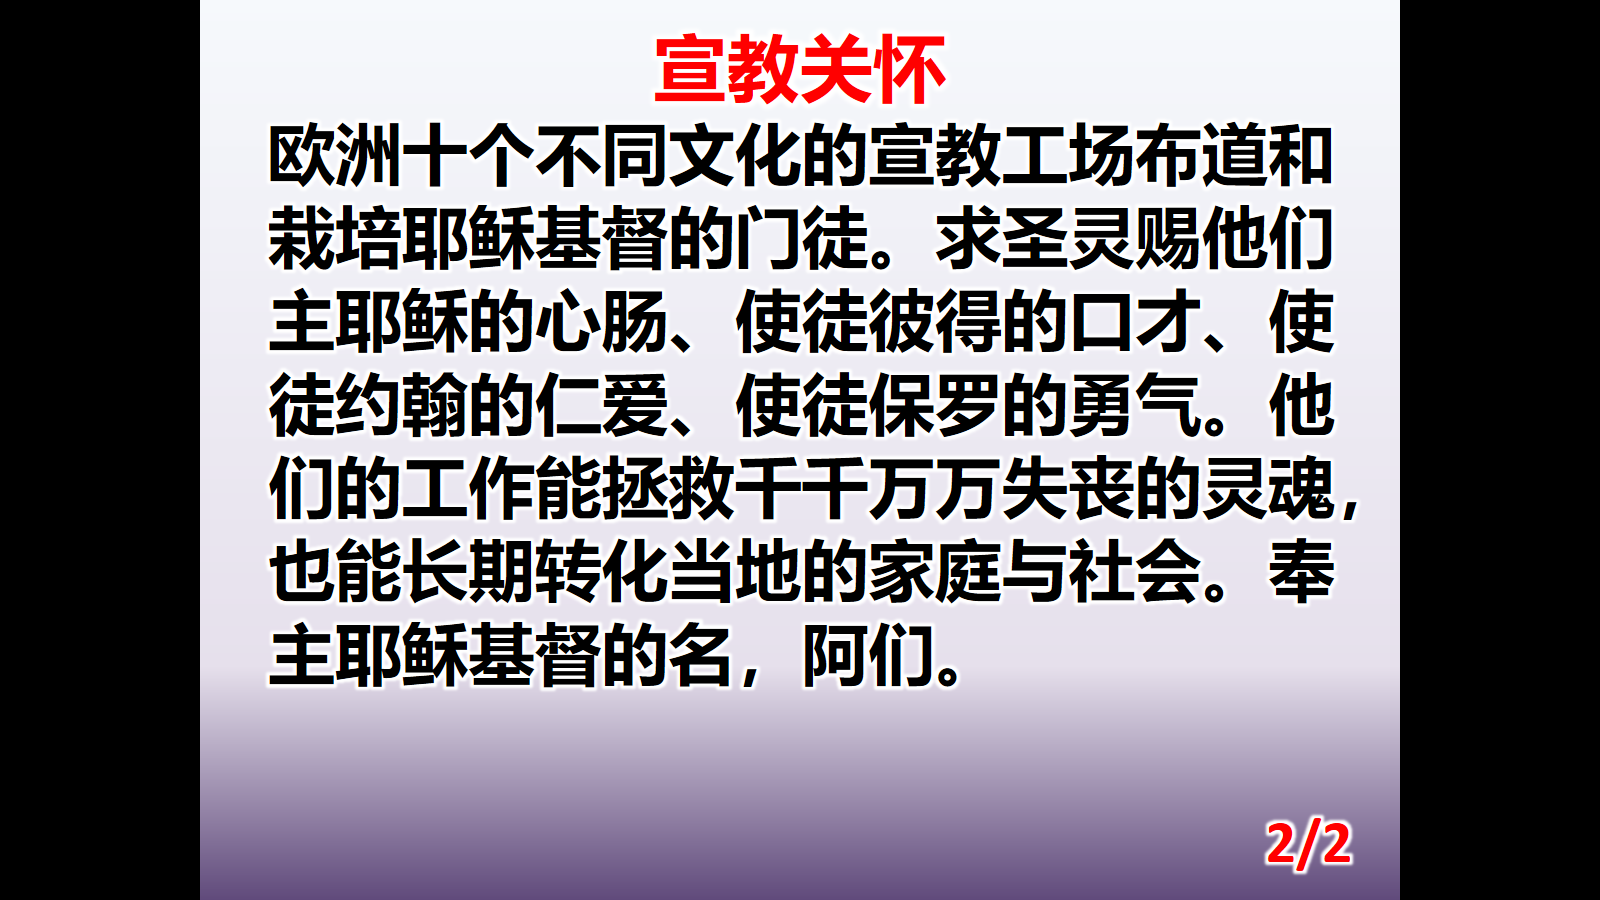 宣教关怀
欧洲十个不同文化的宣教工场布道和
栽培耶稣基督的门徒。求圣灵赐他们
主耶稣的心肠、使徒彼得的口才、使
徒约翰的仁爱、使徒保罗的勇气。他
们的工作能拯救千千万万失丧的灵魂，
也能长期转化当地的家庭与社会。奉
主耶稣基督的名，阿们。
2/2